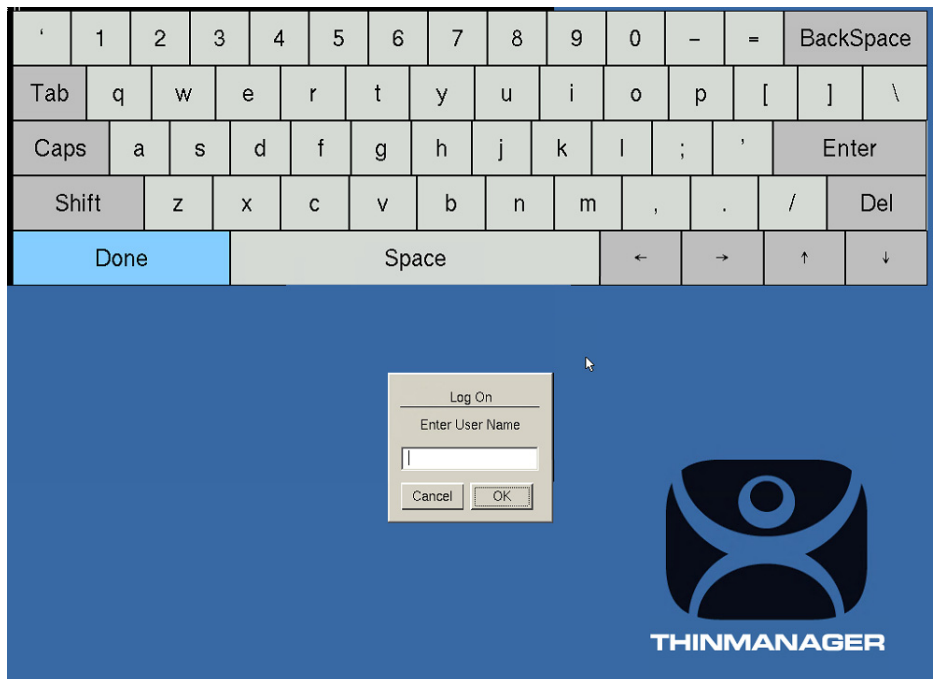 ‘ 1 2 3 4 5 6 7 8 9 0 – = BackSpace
Tab q w e r t y u i o p [ ] \
Caps a s d f g h j k l ; ' Enter
Shift z x c v b n m , . / Del
Done Space ← → ↑ ↓
Log On
Enter User Name
Cancel OK
THINMANAGER